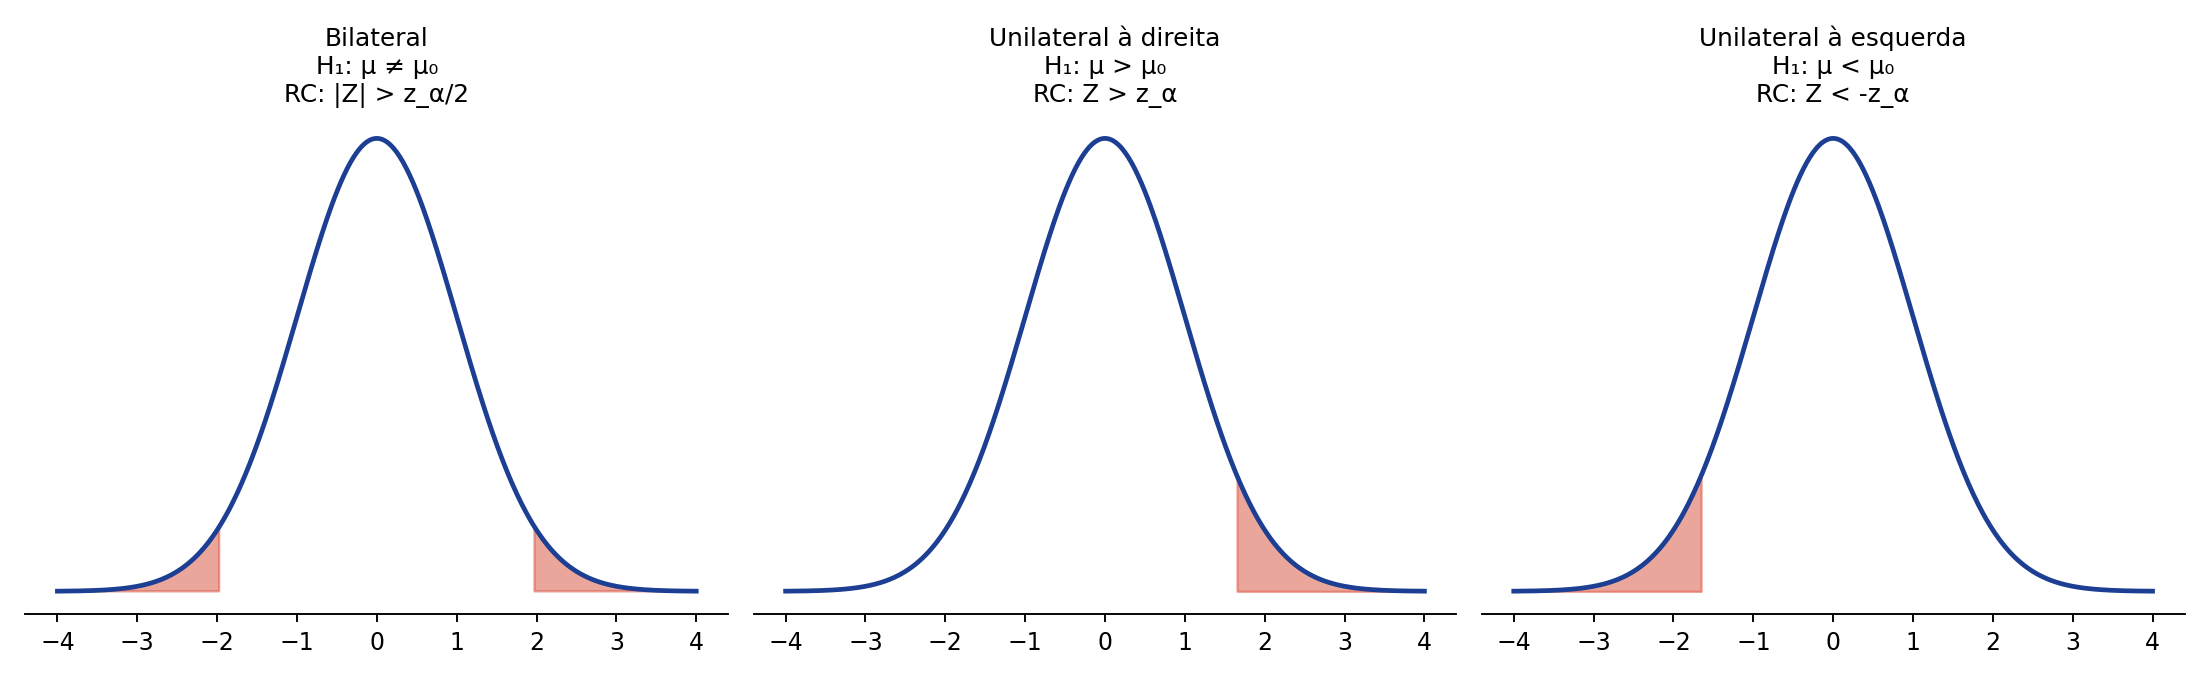 Bilateral
H₁: μ ≠ μ₀
RC: |Z| > z_α/2
−4 −3 −2 −1 0 1 2 3 4
Unilateral à direita
H₁: μ > μ₀
RC: Z > z_α
−4 −3 −2 −1 0 1 2 3 4
Unilateral à esquerda
H₁: μ < μ₀
RC: Z < -z_α
−4 −3 −2 −1 0 1 2 3 4